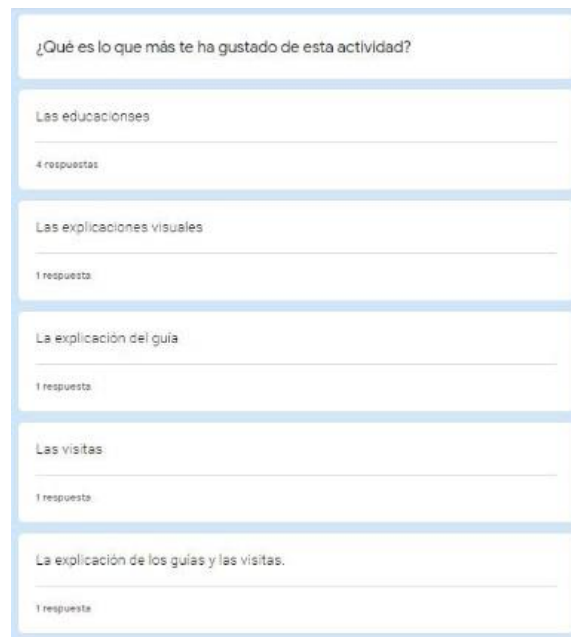 ¿Qué es lo que más te ha gustado de esta actividad?
Las educacionses
4 respuestas
Las explicaciones visuales
1 respuesta
La explicación del guía
1 respuesta
Las visitas
1 respuesta
La explicación de los guías y las visitas.
1 respuesta